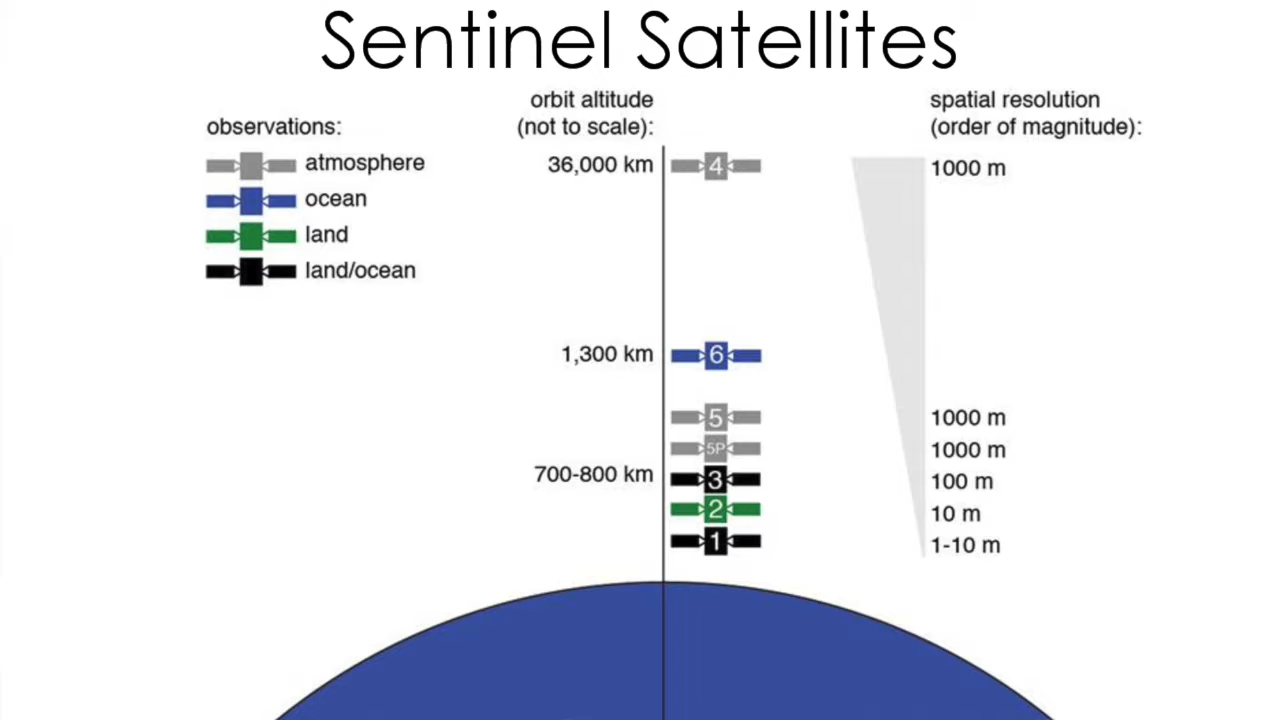 Sentinel Satellites
observations:
atmosphere
ocean
land
land/ocean
orbit altitude
(not to scale):
36,000 km
1,300 km
700-800 km
4
6
5
5P
3
2
1
spatial resolution
(order of magnitude):
1000 m
1000 m
1000 m
100 m
10 m
1-10 m